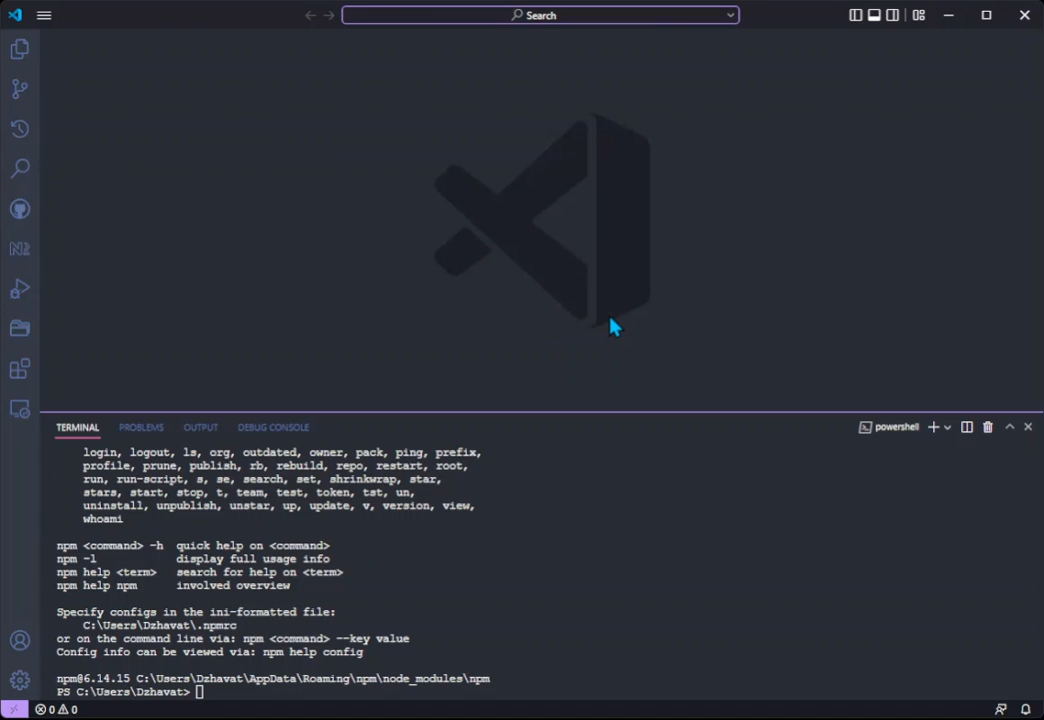 Search
TERMINAL PROBLEMS OUTPUT DEBUG CONSOLE powershell
login, logout, ls, org, outdated, owner, pack, ping, prefix,
profile, prune, publish, rb, rebuild, repo, restart, root,
run, run-script, s, se, search, set, shrinkwrap, star,
stars, start, stop, t, team, test, token, tst, un,
uninstall, unpublish, unstar, up, update, v, version, view,
whoami
npm <command> -h quick help on <command>
npm -l display full usage info
npm help <term> search for help on <term>
npm help npm involved overview
Specify configs in the ini-formatted file:
C:\Users\Dzhavat\.npmrc
or on the command line via: npm <command> --key value
Config info can be viewed via: npm help config
npm@6.14.15 C:\Users\Dzhavat\AppData\Roaming\npm\node_modules\npm
PS C:\Users\Dzhavat>
0 0